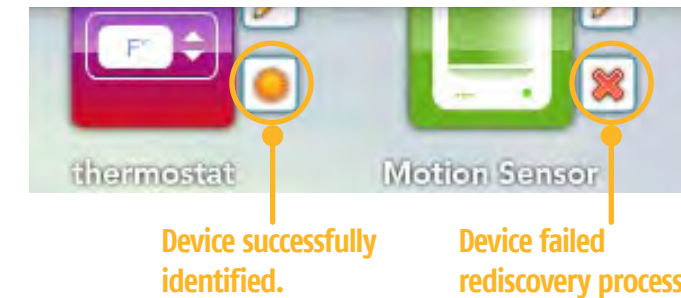 F°
thermostat
Motion Sensor
Device successfully
identified.
Device failed
rediscovery process